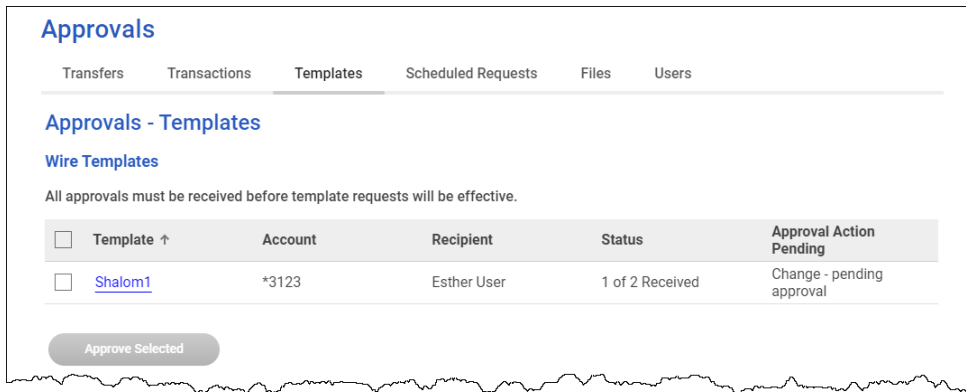 Approvals
Transfers Transactions Templates Scheduled Requests Files Users
Approvals - Templates
Wire Templates
All approvals must be received before template requests will be effective.
Template ↑ Account Recipient Status Approval Action Pending
Shalom1 *3123 Esther User 1 of 2 Received Change - pending approval
Approve Selected